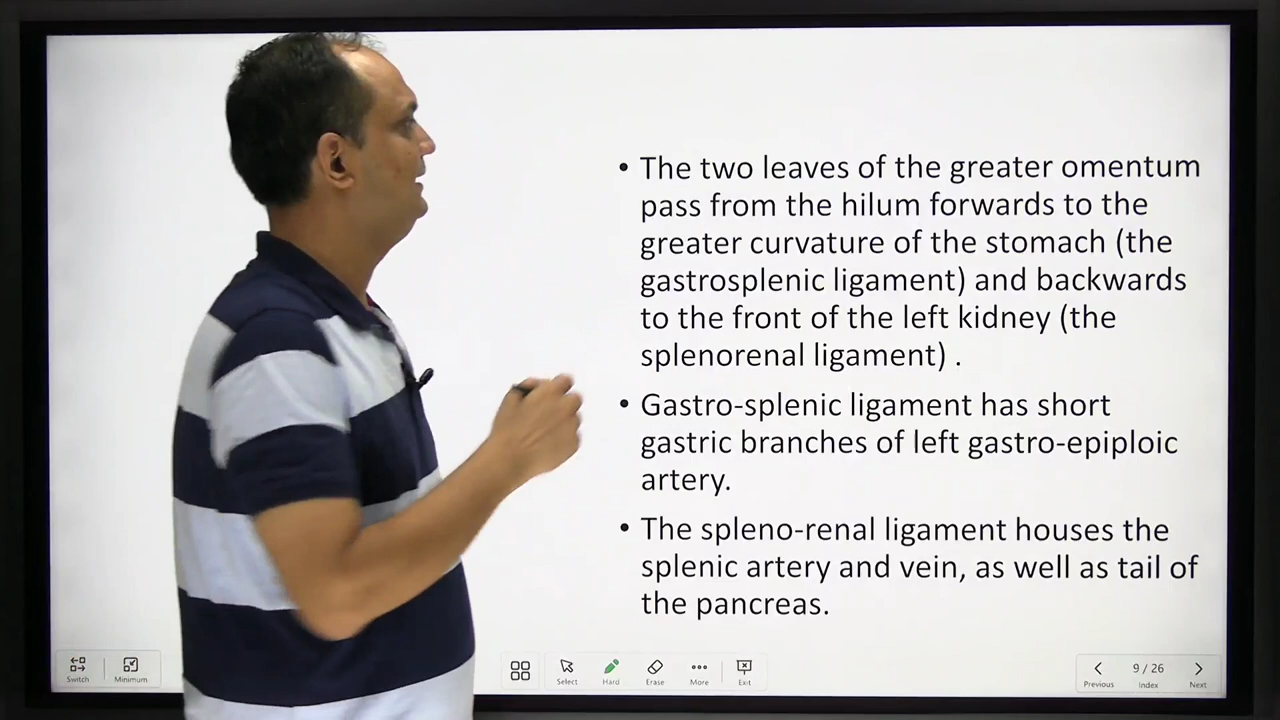 • The two leaves of the greater omentum
pass from the hilum forwards to the
greater curvature of the stomach (the
gastrosplenic ligament) and backwards
to the front of the left kidney (the
splenorenal ligament) .
• Gastro-splenic ligament has short
gastric branches of left gastro-epiploic
artery.
• The spleno-renal ligament houses the
splenic artery and vein, as well as tail of
the pancreas.
Switch
Minimum
Select
Hard
Erase
More
Exit
Previous
9 / 26
Index
Next